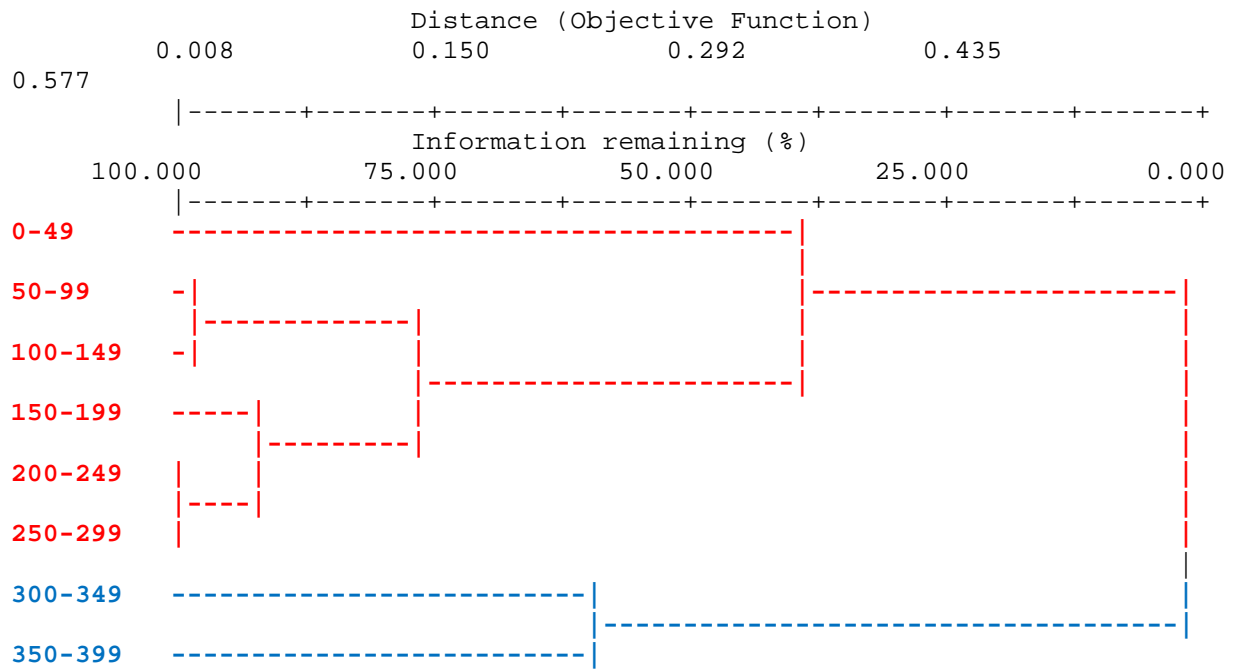 Distance (Objective Function)
0.008 0.150 0.292 0.435
0.577
|-------+-------+-------+-------+-------+-------+-------+-------+
Information remaining (%)
100.000 75.000 50.000 25.000 0.000
|-------+-------+-------+-------+-------+-------+-------+-------+
0-49
50-99
100-149
150-199
200-249
250-299
300-349
350-399